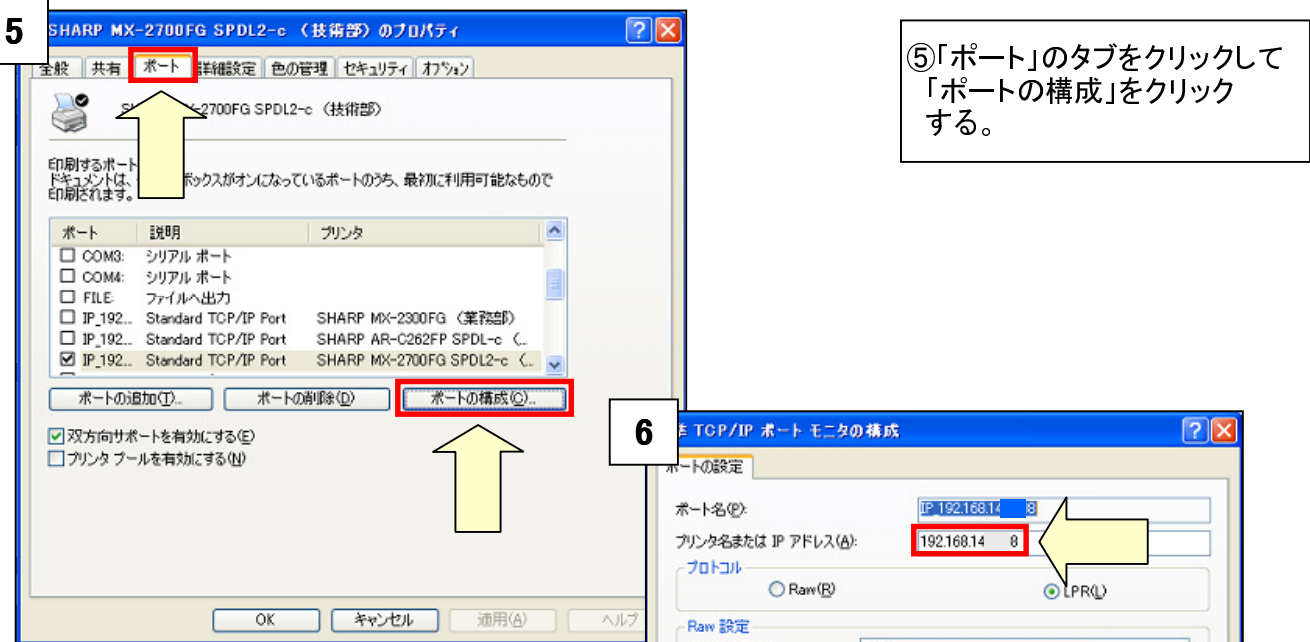 5
SHARP MX-2700FG SPDL2-c （技術部）のプロパティ
全般 共有 ポート 詳細設定 色の管理 セキュリティ オプション
-2700FG SPDL2-c （技術部）
印刷するポート
ドキュメントは、 ボックスがオンになっているポートのうち、最初に利用可能なもので
印刷されます。
ポート 説明 プリンタ
COM3: シリアル ポート
COM4: シリアル ポート
FILE: ファイルへ出力
IP_192... Standard TCP/IP Port SHARP MX-2300FG （業務部）
IP_192... Standard TCP/IP Port SHARP AR-C262FP SPDL-c （...
IP_192... Standard TCP/IP Port SHARP MX-2700FG SPDL2-c （...
ポートの追加(T)... ポートの削除(D) ポートの構成(C)...
双方向サポートを有効にする(E)
プリンタ プールを有効にする(N)
OK キャンセル 適用(A) ヘルプ
⑤「ポート」のタブをクリックして
「ポートの構成」をクリック
する。
6
TCP/IP ポート モニタの構成
ポートの設定
ポート名(P): IP_192.168.14 8
プリンタ名または IP アドレス(A): 192.168.14 8
プロトコル
Raw(R) LPR(L)
Raw 設定